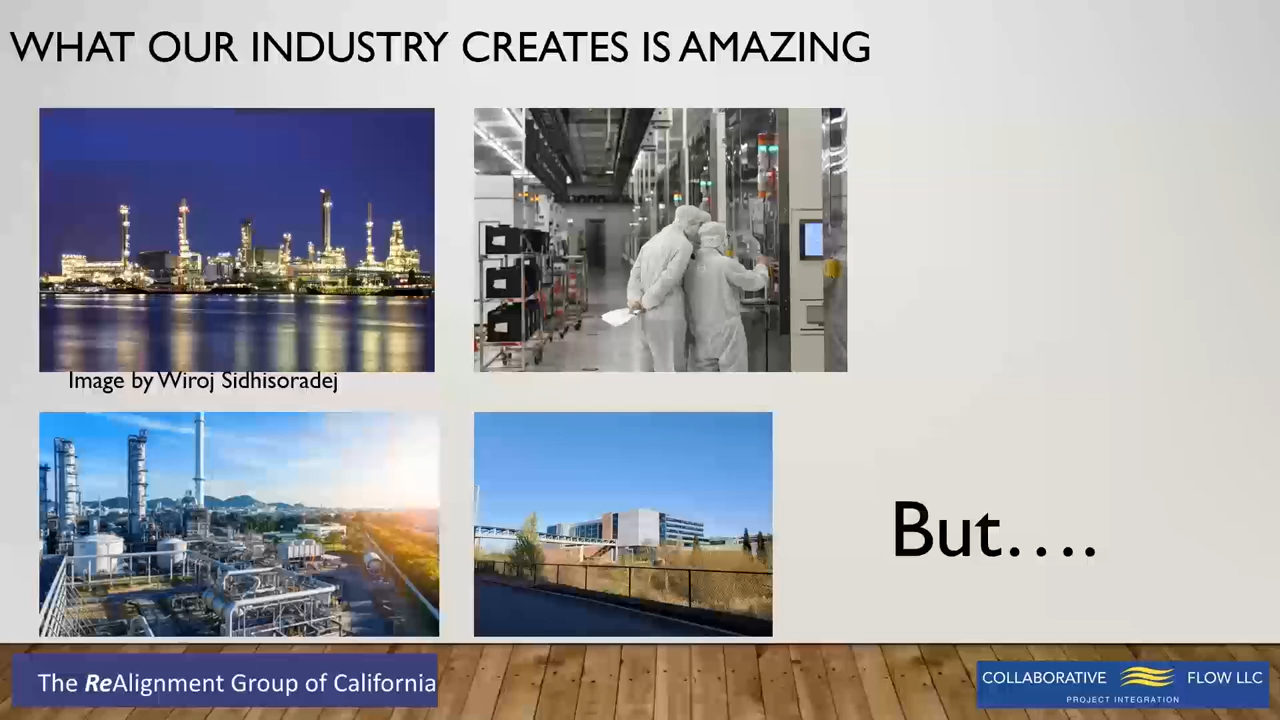 WHAT OUR INDUSTRY CREATES IS AMAZING
Image by Wiroj Sidhisoradej
But....
The ReAlignment Group of California
COLLABORATIVE FLOW LLC
PROJECT INTEGRATION